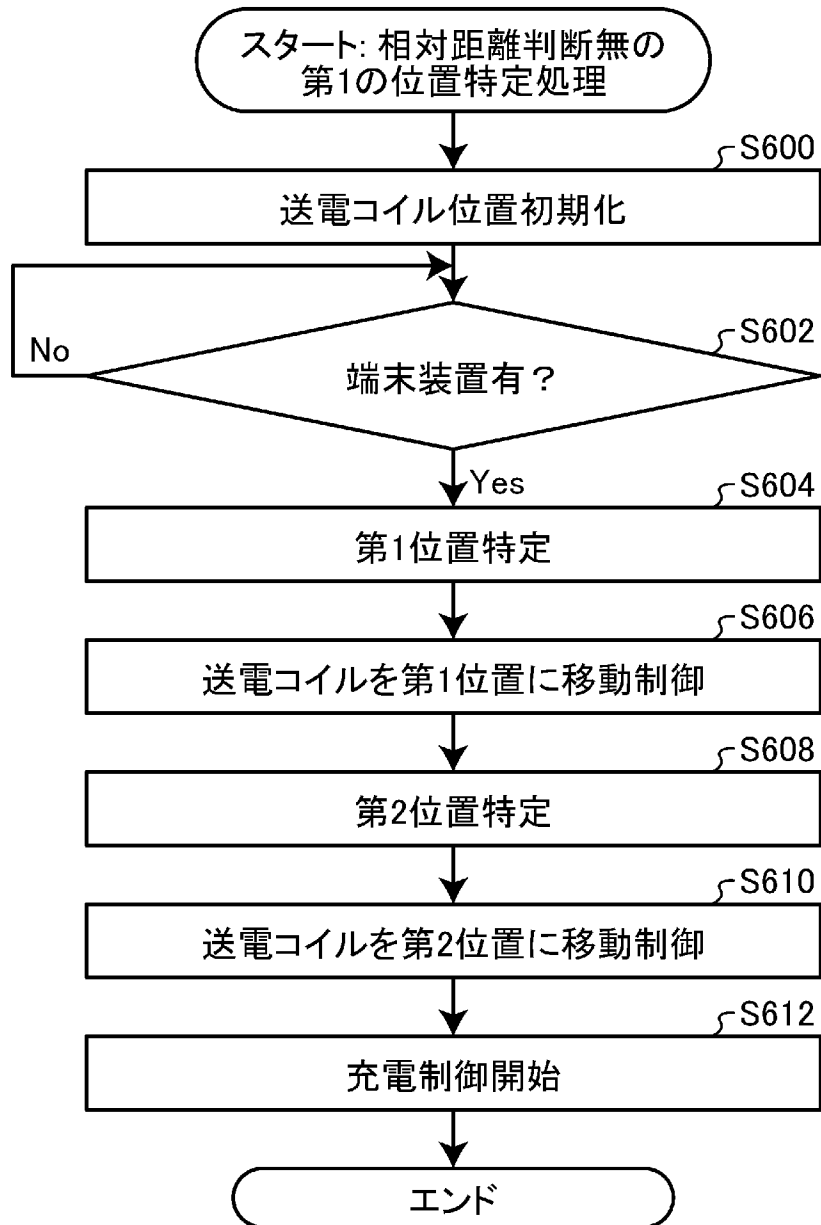 スタート: 相対距離判断無の
第1の位置特定処理
S600
送電コイル位置初期化
S602
No
端末装置有？
Yes
S604
第1位置特定
S606
送電コイルを第1位置に移動制御
S608
第2位置特定
S610
送電コイルを第2位置に移動制御
S612
充電制御開始
エンド